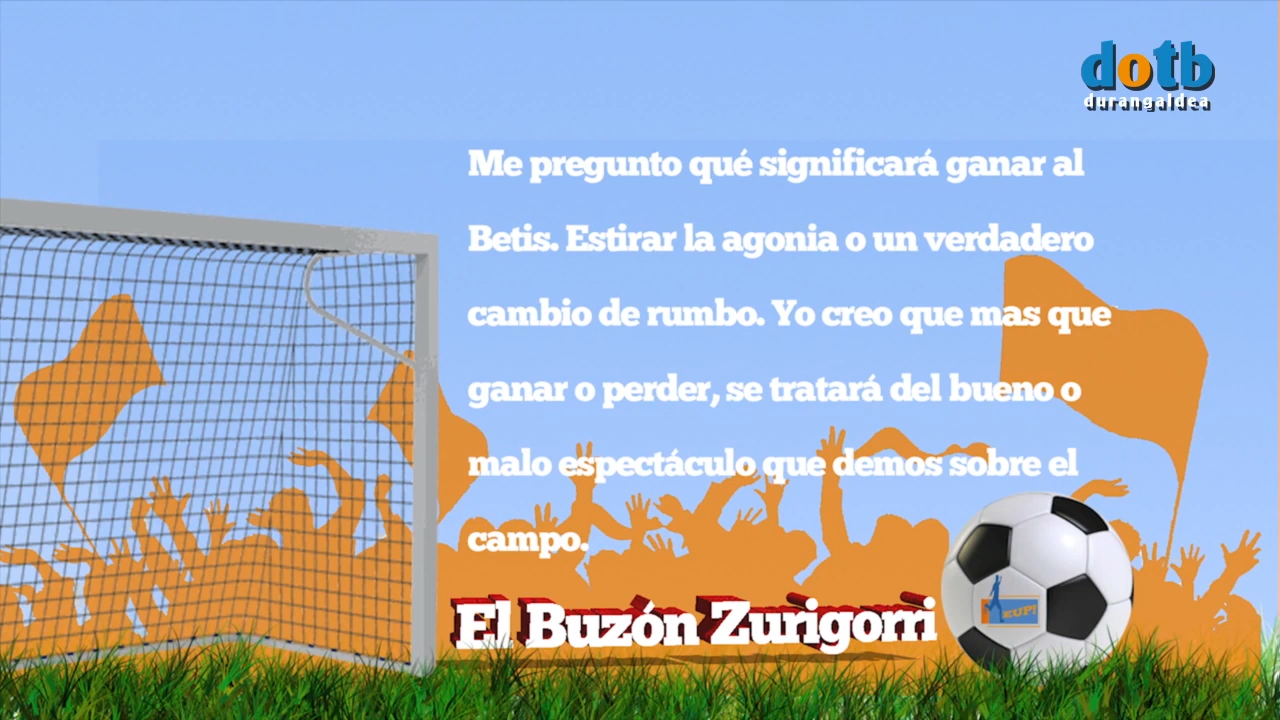 dotb
durangaldea
Me pregunto qué significará ganar al
Betis. Estirar la agonia o un verdadero
cambio de rumbo. Yo creo que mas que
ganar o perder, se tratará del bueno o
malo espectáculo que demos sobre el
campo.
El Buzón Zurigorri
EUP!